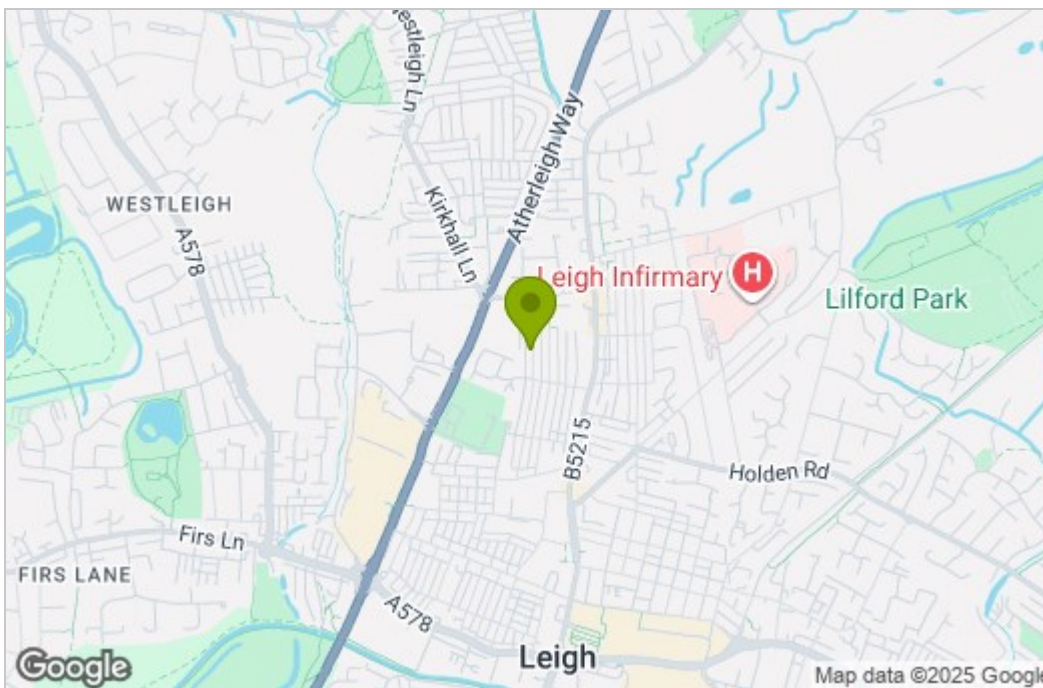 estleigh Ln
Atherleigh Way
Kirkhall Ln
WESTLEIGH
A578
Leigh Infirmary
H
Lilford Park
B5215
Holden Rd
Firs Ln
FIRS LANE
A578
Leigh
Google
Map data ©2025 Google